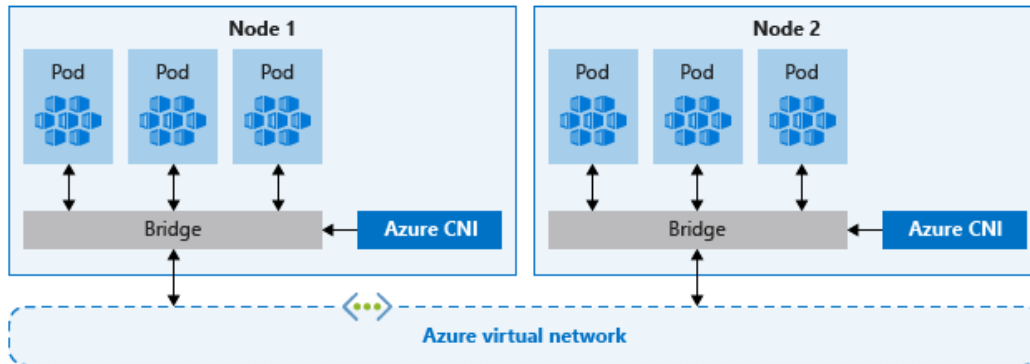 Node 1
Pod
Pod
Pod
Bridge
Azure CNI
Node 2
Pod
Pod
Pod
Bridge
Azure CNI
Azure virtual network